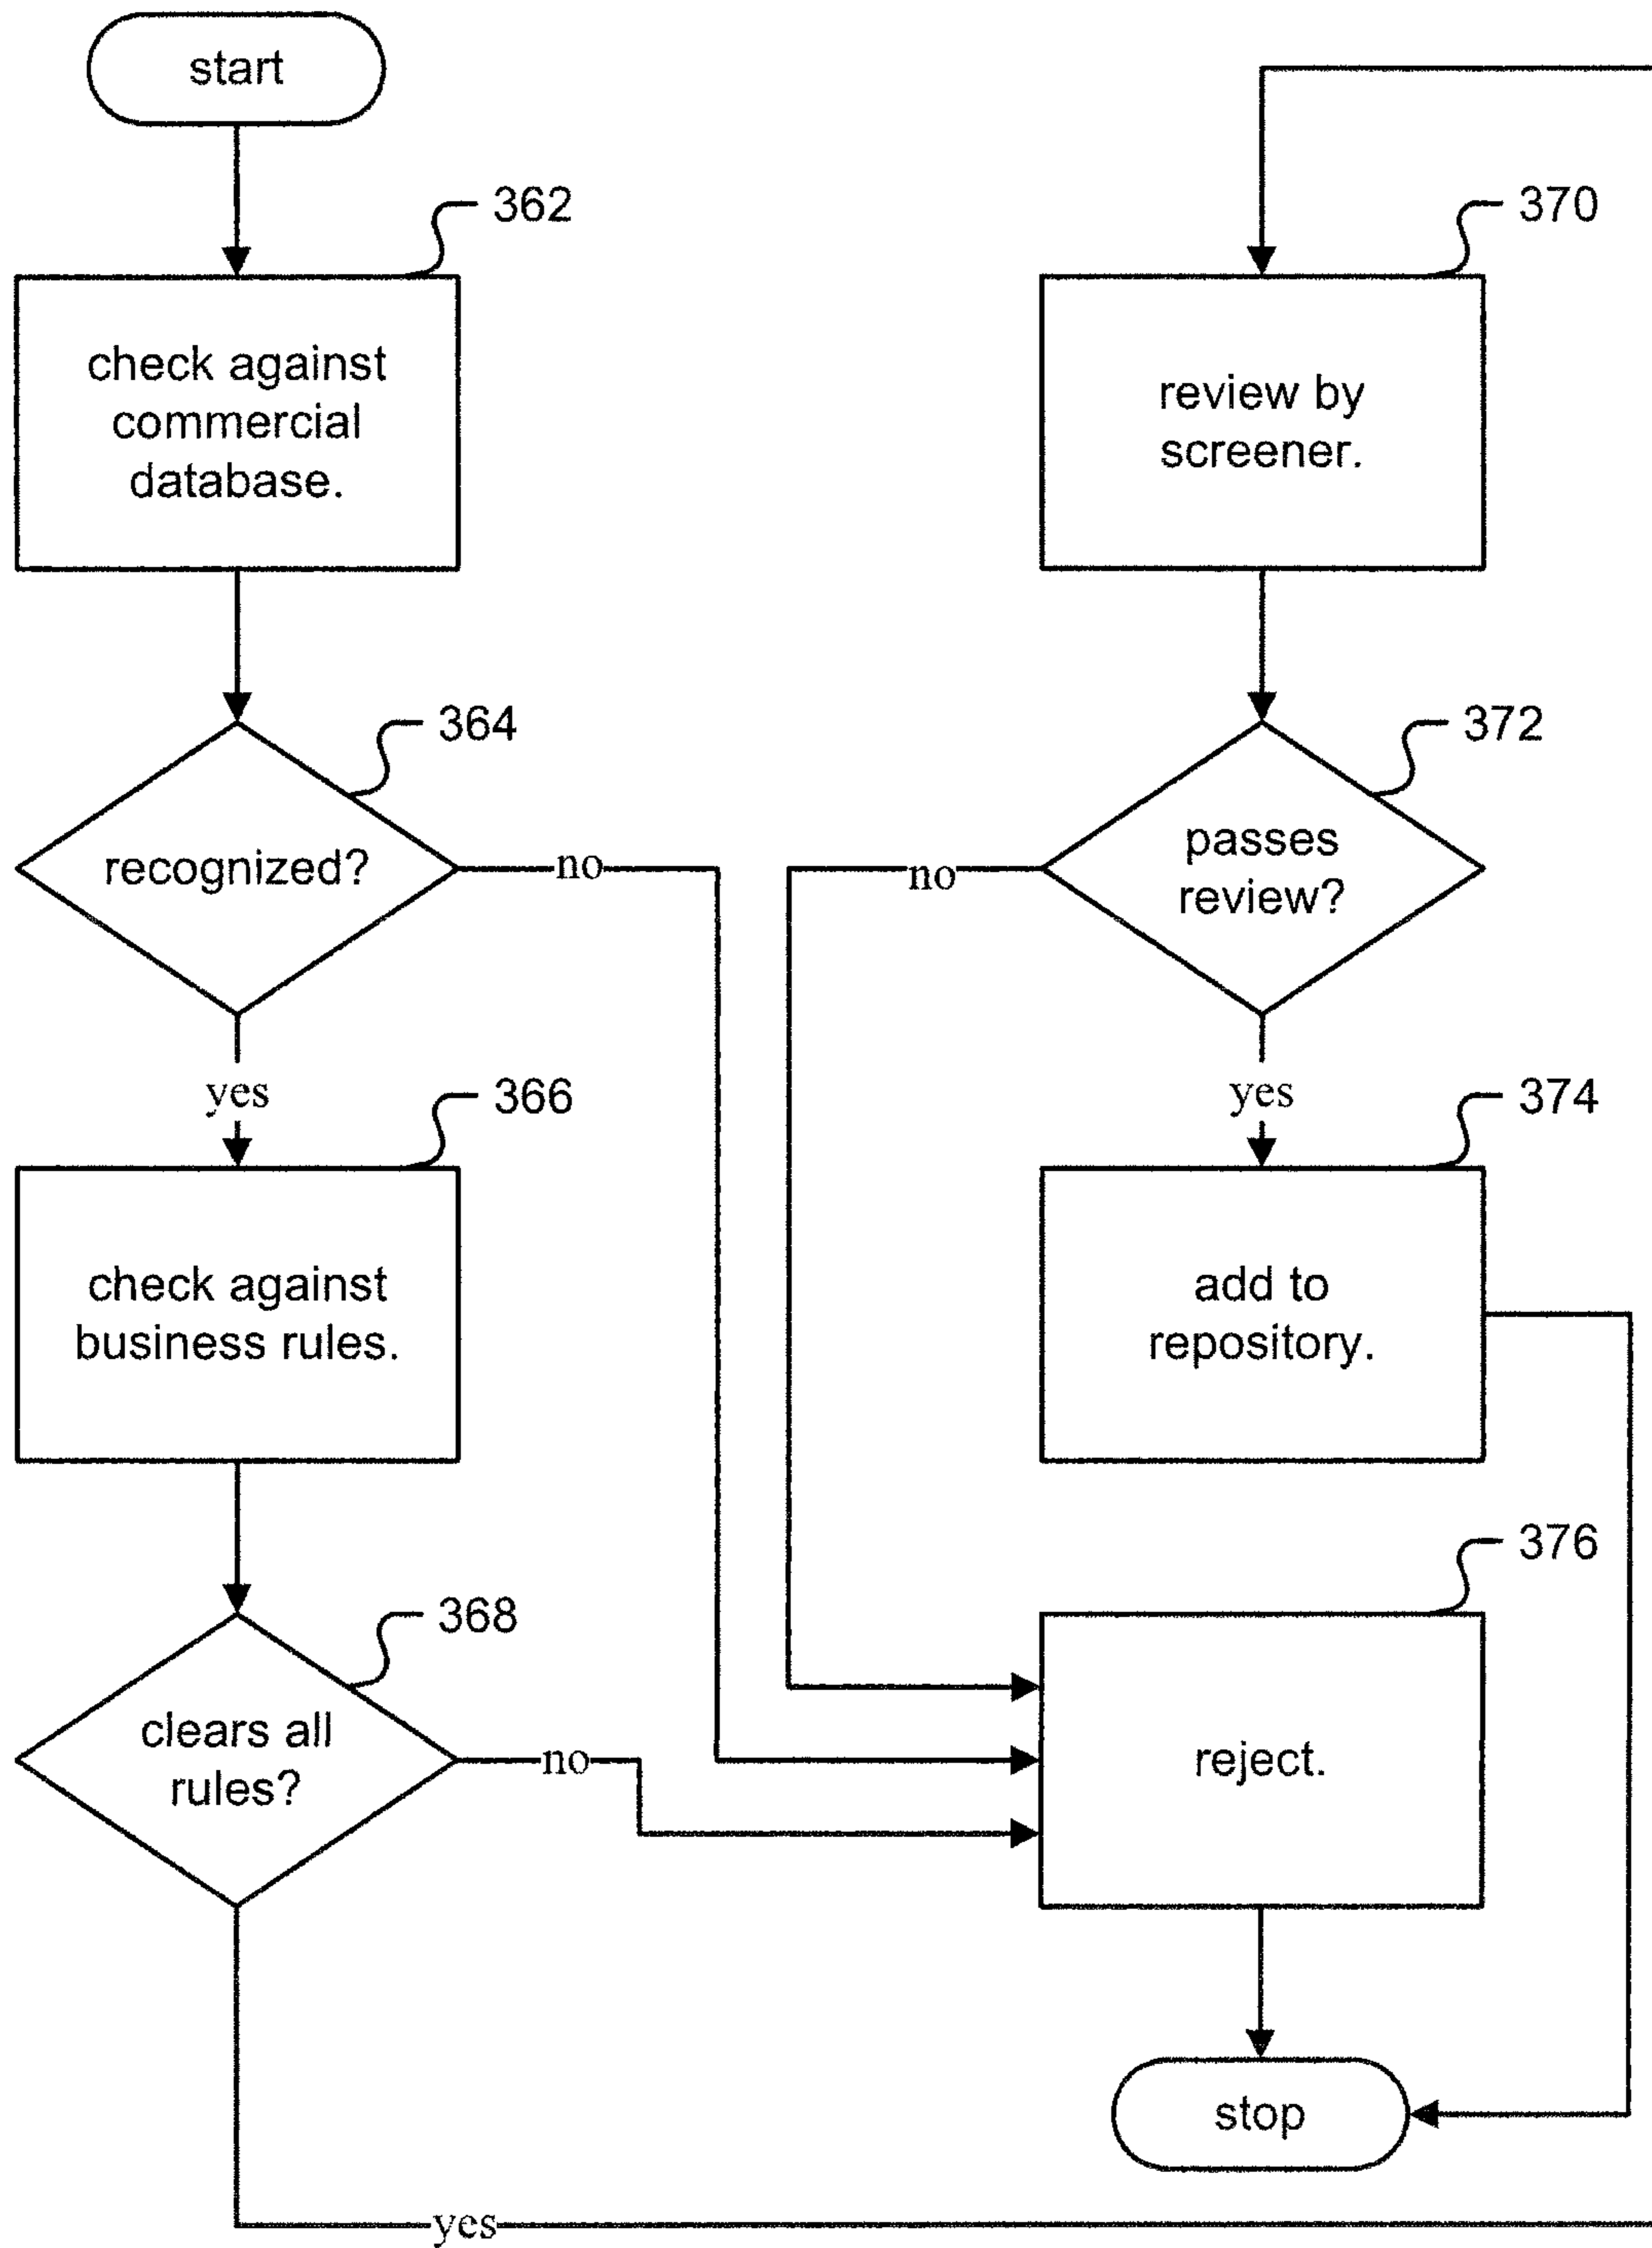 start
362
check against
commercial
database.
364
recognized?
no
yes
366
check against
business rules.
368
clears all
rules?
no
yes
370
review by
screener.
372
passes
review?
no
yes
374
add to
repository.
376
reject.
stop